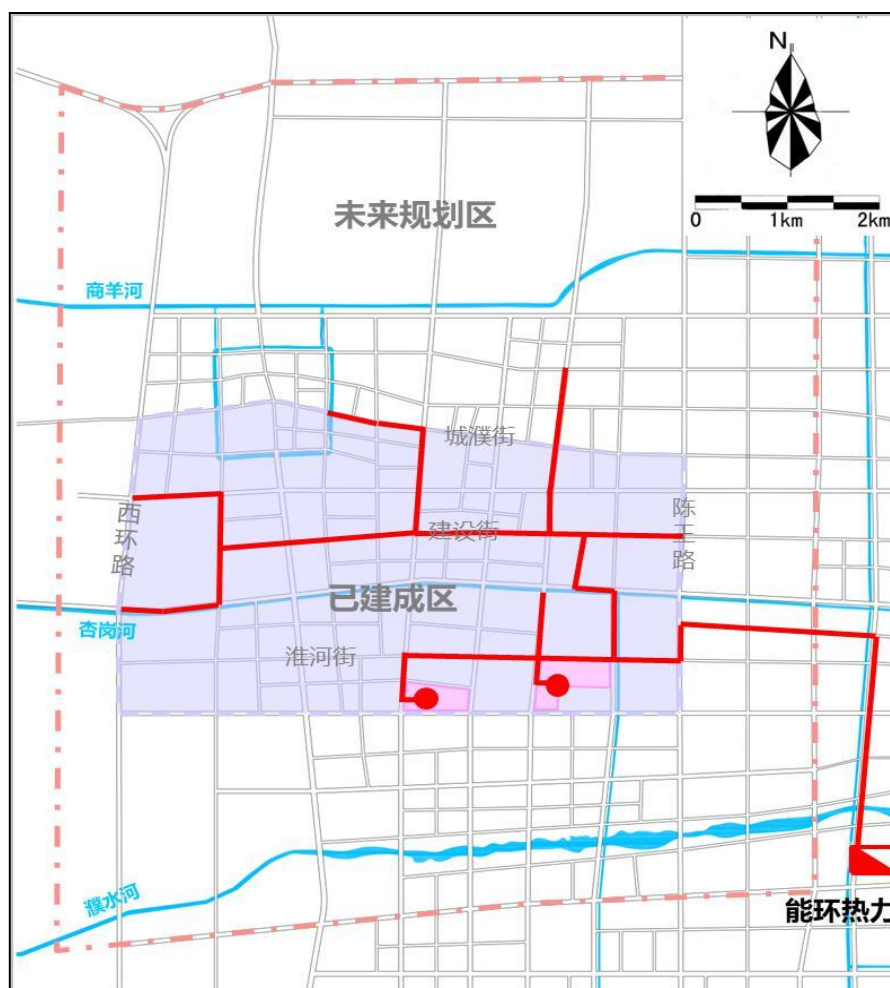 N
0 1km 2km
未来规划区
商羊河
城濮街
西环路
建设街
陈王路
已建成区
杏岗河
淮河街
濮水河
能环热力